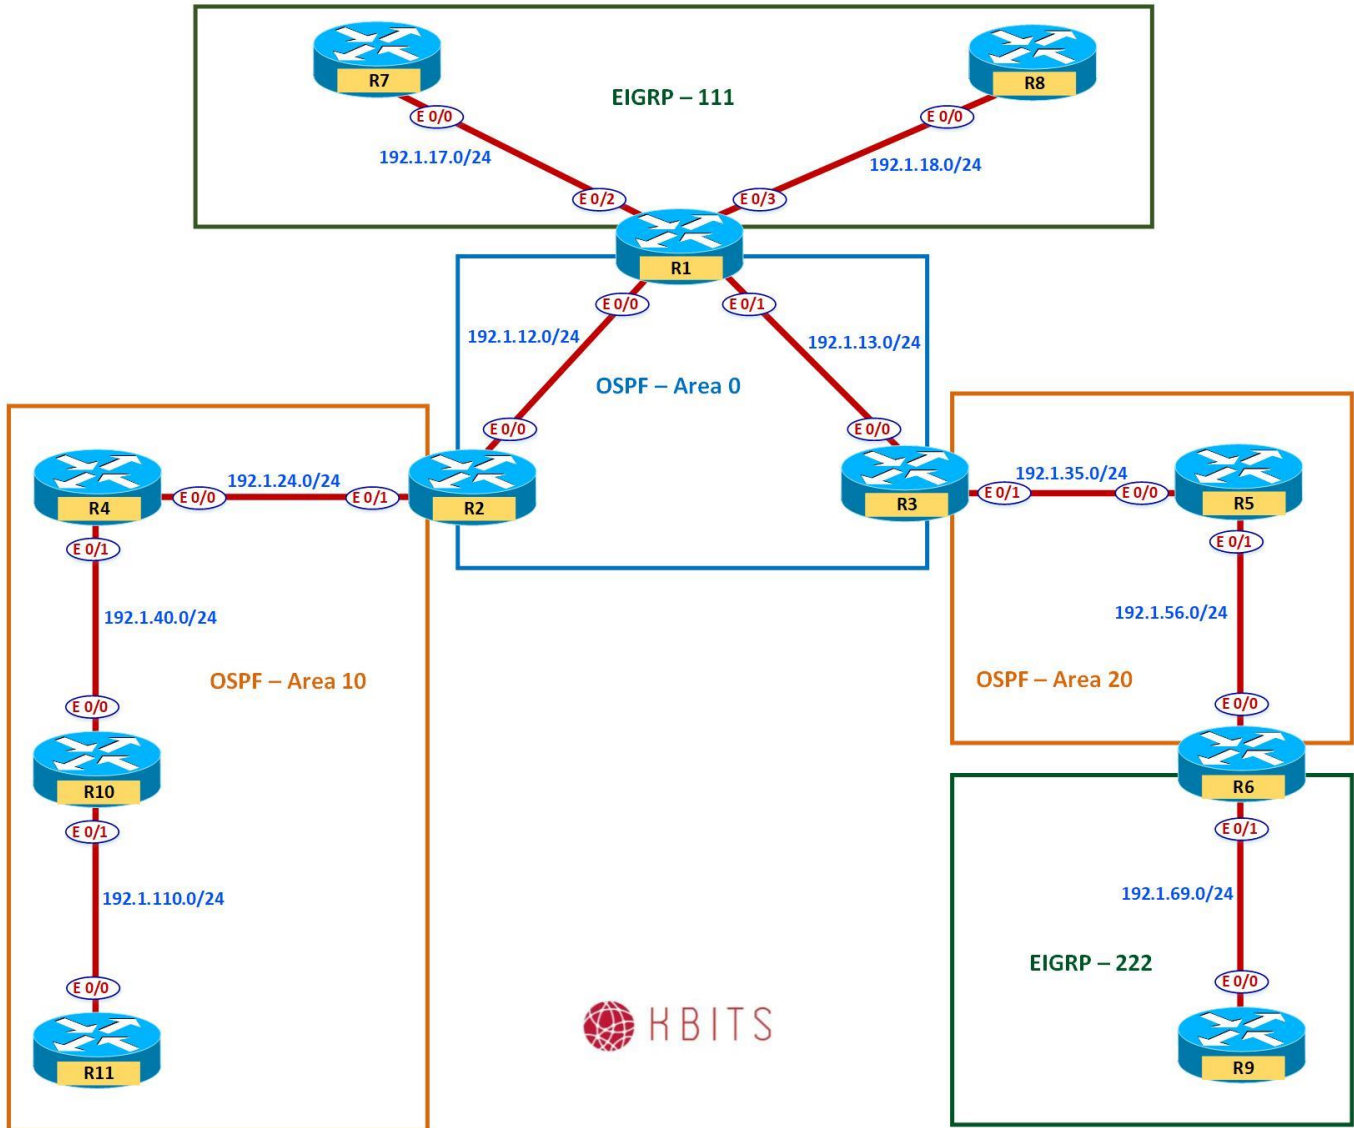 R7
R8
EIGRP – 111
E 0/0
E 0/0
192.1.17.0/24
192.1.18.0/24
E 0/2
E 0/3
R1
E 0/0
E 0/1
192.1.12.0/24
192.1.13.0/24
OSPF – Area 0
E 0/0
E 0/0
192.1.24.0/24
192.1.35.0/24
E 0/0
E 0/1
E 0/1
E 0/0
R4
R2
R3
R5
E 0/1
E 0/1
192.1.40.0/24
192.1.56.0/24
OSPF – Area 10
OSPF – Area 20
E 0/0
E 0/0
R10
R6
E 0/1
E 0/1
192.1.110.0/24
192.1.69.0/24
EIGRP – 222
E 0/0
E 0/0
KBITS
R11
R9